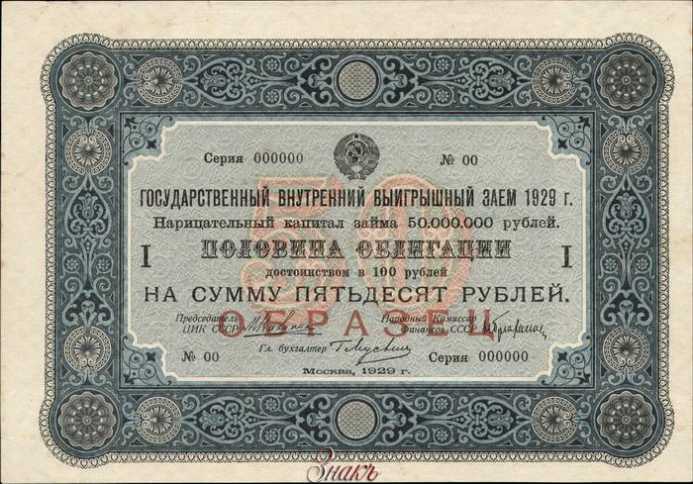 Серия 000000 № 00
ГОСУДАРСТВЕННЫЙ ВНУТРЕННИЙ ВЫИГРЫШНЫЙ ЗАЕМ 1929 г.
Нарицательный капитал займа 50.000.000 рублей.
50
I ПОЛОВИНА ОБЛИГАЦИИ I
достоинством в 100 рублей
НА СУММУ ПЯТЬДЕСЯТ РУБЛЕЙ.
Председатель
ЦИК СССР
Народный Комиссар
Финансов СССР
ОБРАЗЕЦ
Гл. бухгалтер
№ 00 Серия 000000
Москва, 1929 г.
Знакъ